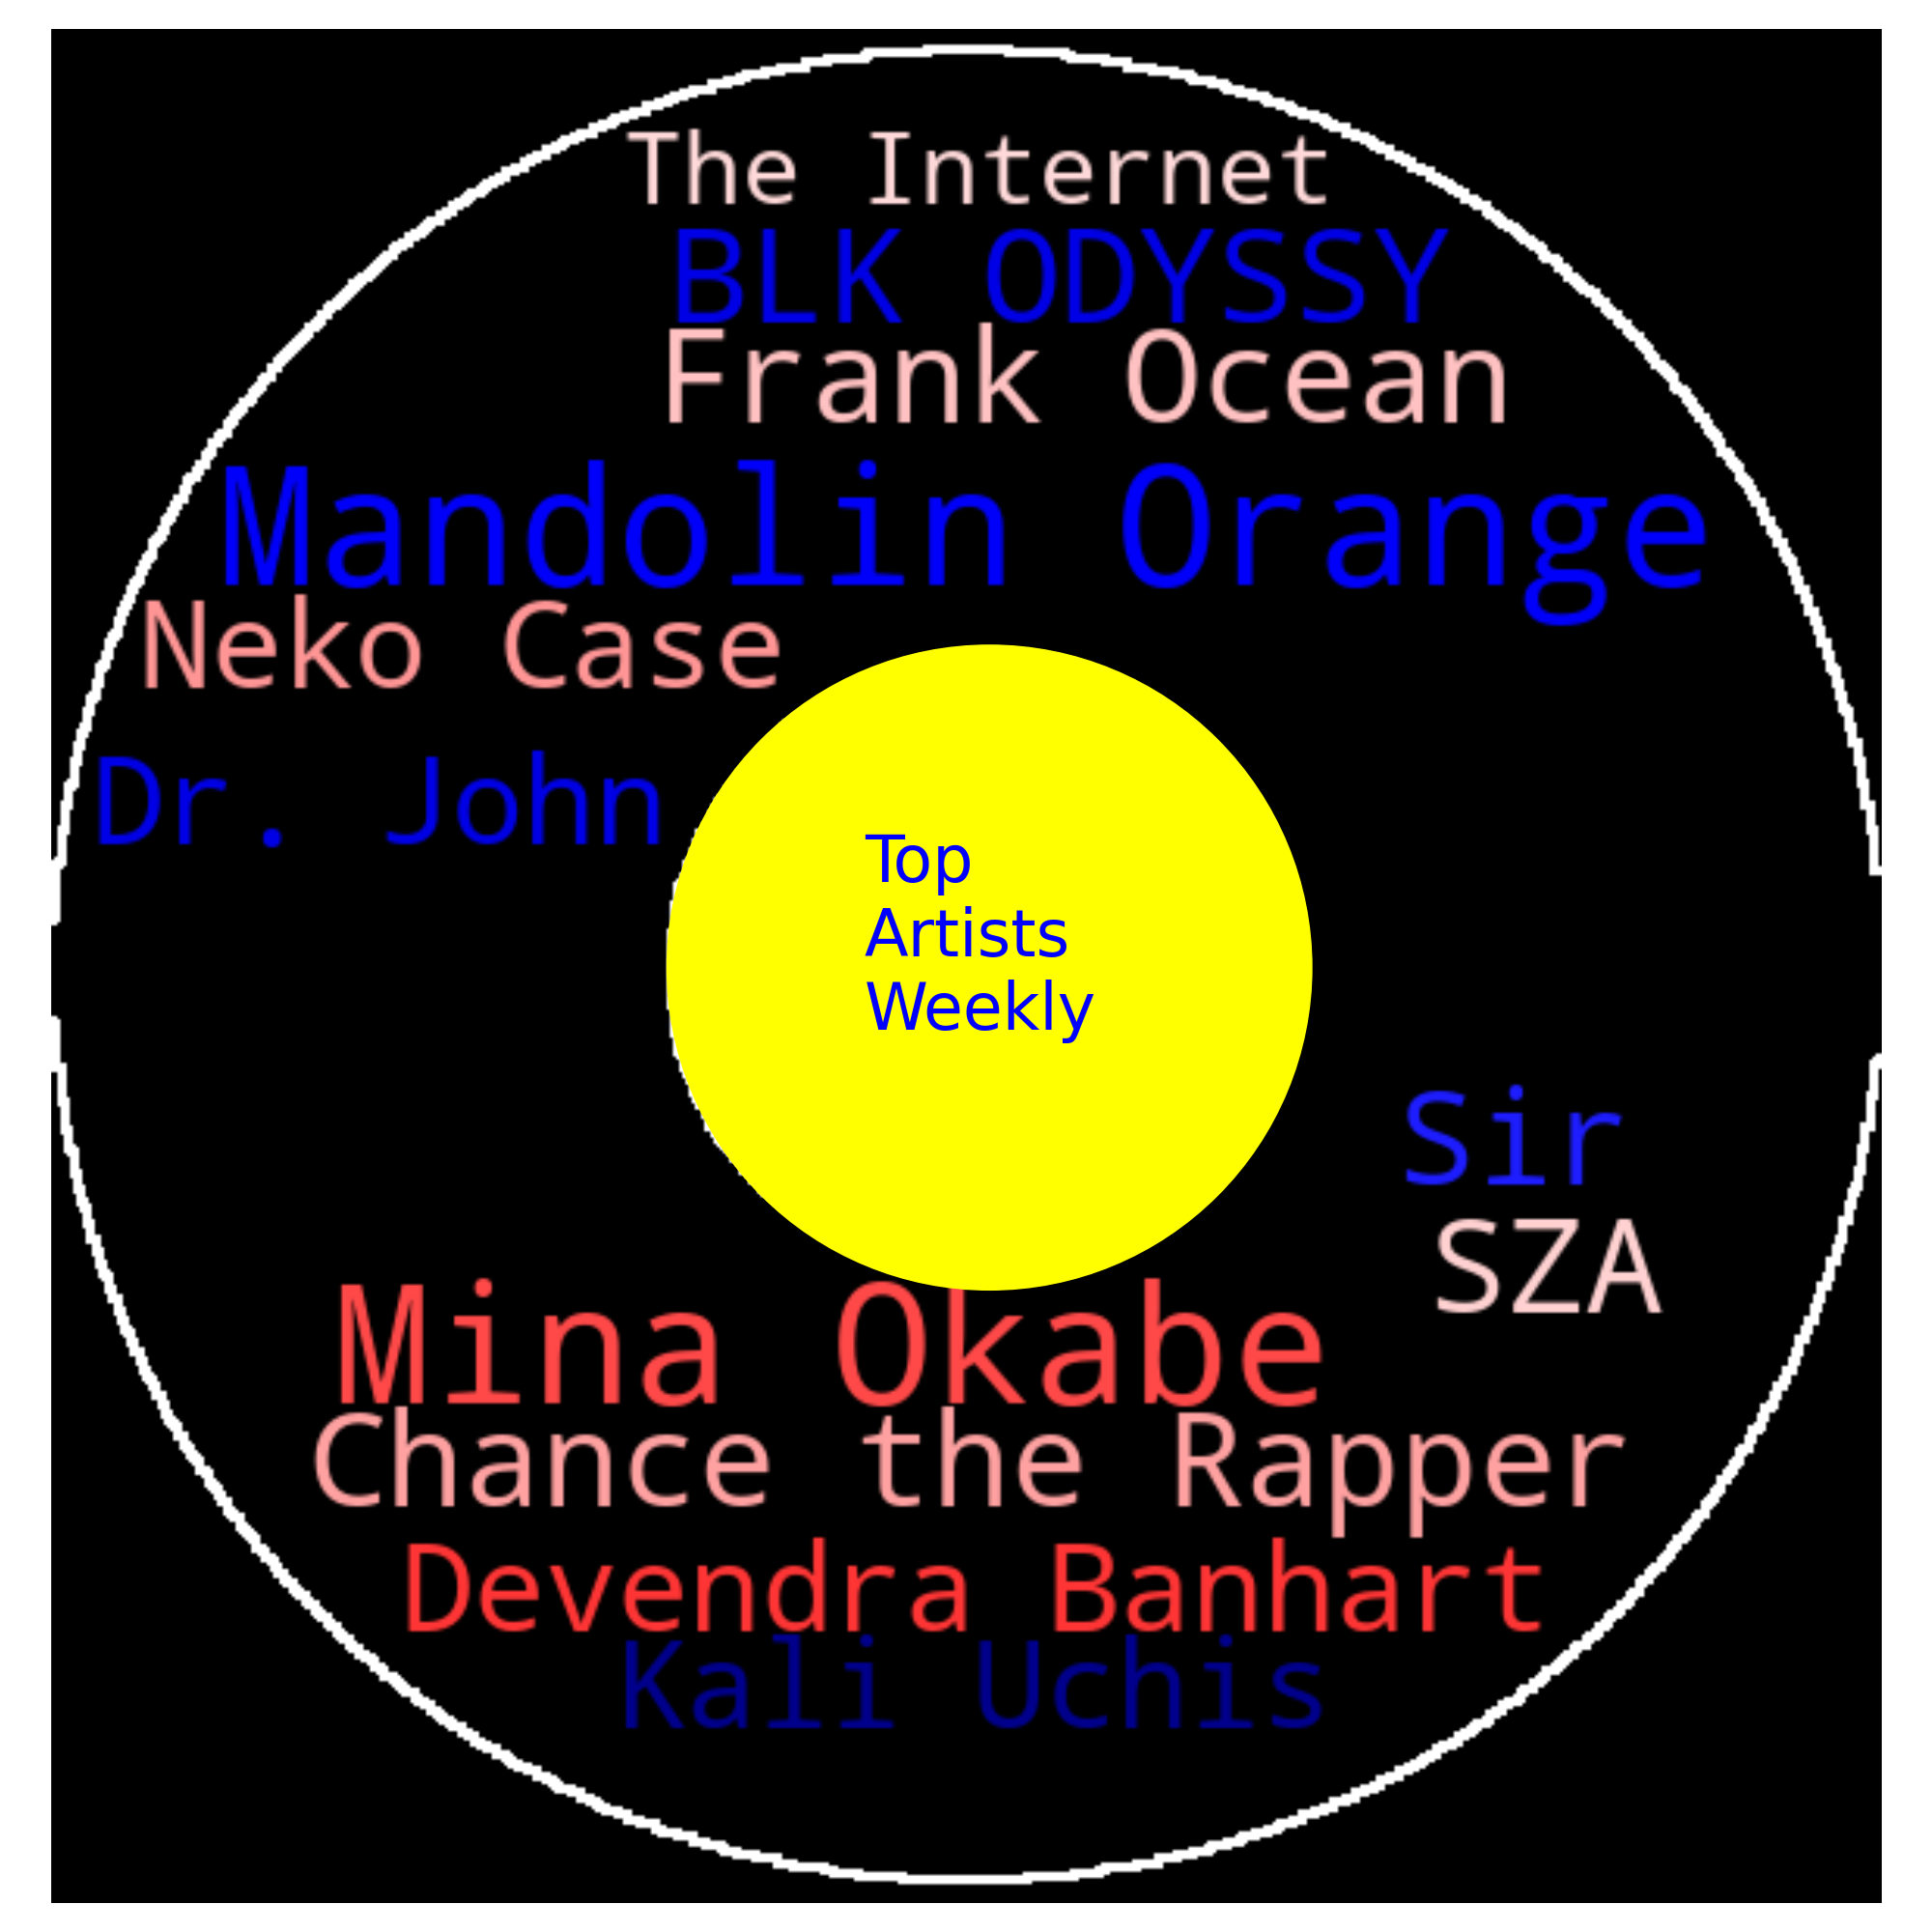 The Internet
BLK ODYSSY
Frank Ocean
Mandolin Orange
Neko Case
Dr. John
Top
Artists
Weekly
Sir
SZA
Mina Okabe
Chance the Rapper
Devendra Banhart
Kali Uchis